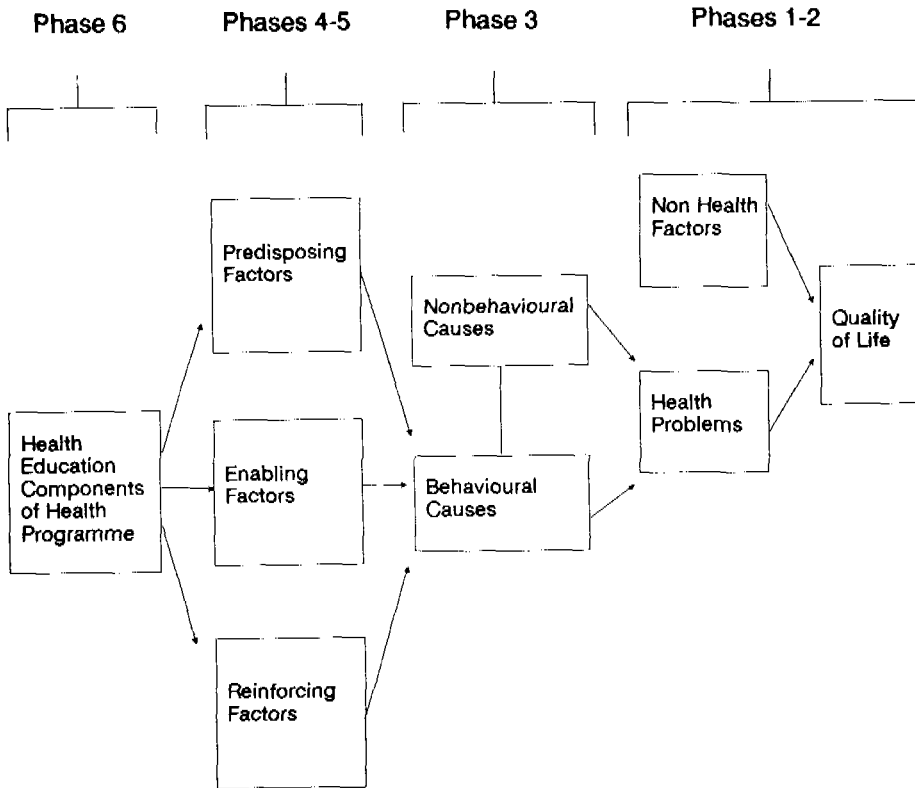 Phase 6
Phases 4-5
Phase 3
Phases 1-2
Health
Education
Components
of Health
Programme
Predisposing
Factors
Enabling
Factors
Reinforcing
Factors
Nonbehavioural
Causes
Behavioural
Causes
Non Health
Factors
Health
Problems
Quality
of Life